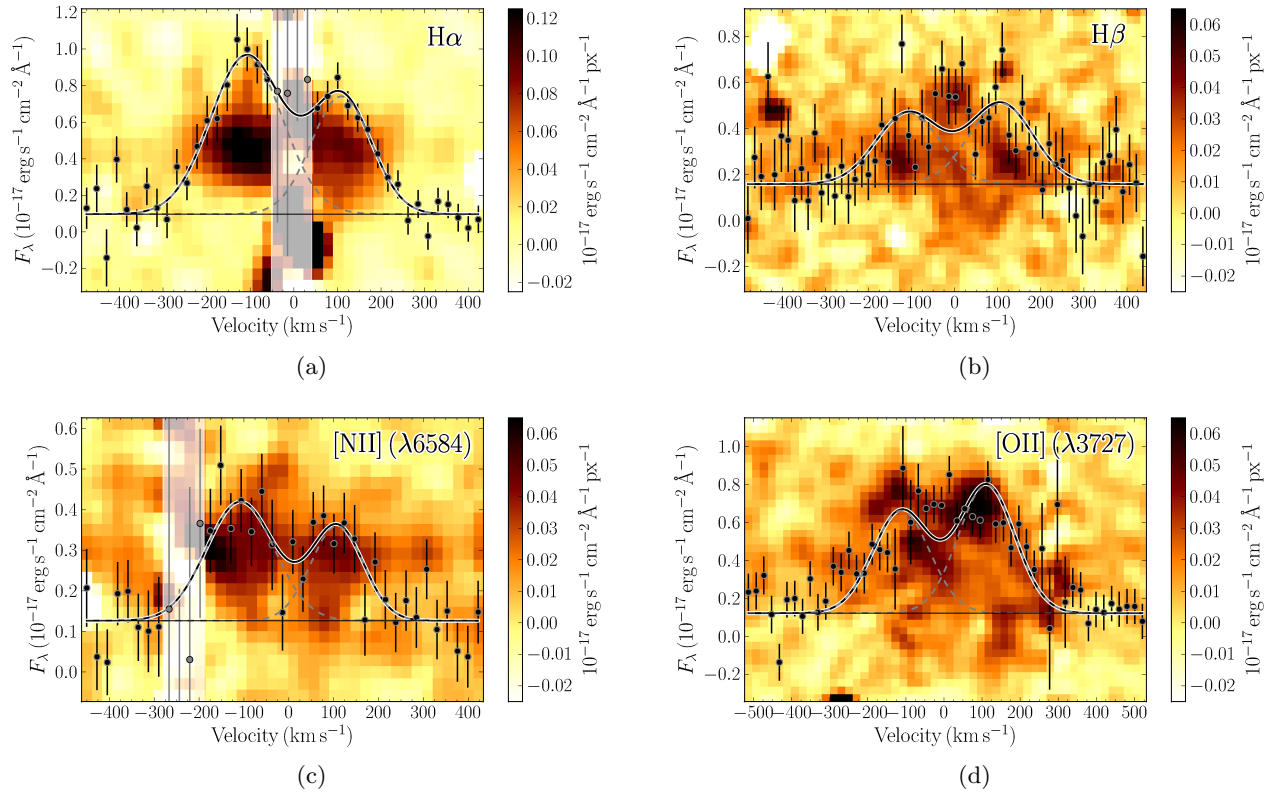 Hα
1.2
1.0
0.8
0.6
0.4
0.2
0.0
−0.2
F_λ (10⁻¹⁷ erg s⁻¹ cm⁻² Å⁻¹)
−400 −300 −200 −100 0 100 200 300 400
Velocity (km s⁻¹)
0.12
0.10
0.08
0.06
0.04
0.02
0.00
−0.02
10⁻¹⁷ erg s⁻¹ cm⁻² Å⁻¹ px⁻¹
(a)
Hβ
0.8
0.6
0.4
0.2
0.0
−0.2
F_λ (10⁻¹⁷ erg s⁻¹ cm⁻² Å⁻¹)
−400 −300 −200 −100 0 100 200 300 400
Velocity (km s⁻¹)
0.06
0.05
0.04
0.03
0.02
0.01
0.00
−0.01
−0.02
10⁻¹⁷ erg s⁻¹ cm⁻² Å⁻¹ px⁻¹
(b)
[NII] (λ6584)
0.6
0.5
0.4
0.3
0.2
0.1
0.0
F_λ (10⁻¹⁷ erg s⁻¹ cm⁻² Å⁻¹)
−400 −300 −200 −100 0 100 200 300 400
Velocity (km s⁻¹)
0.06
0.05
0.04
0.03
0.02
0.01
0.00
−0.01
−0.02
10⁻¹⁷ erg s⁻¹ cm⁻² Å⁻¹ px⁻¹
(c)
[OII] (λ3727)
1.0
0.8
0.6
0.4
0.2
0.0
−0.2
F_λ (10⁻¹⁷ erg s⁻¹ cm⁻² Å⁻¹)
−500 −400 −300 −200 −100 0 100 200 300 400 500
Velocity (km s⁻¹)
0.06
0.05
0.04
0.03
0.02
0.01
0.00
−0.01
−0.02
10⁻¹⁷ erg s⁻¹ cm⁻² Å⁻¹ px⁻¹
(d)